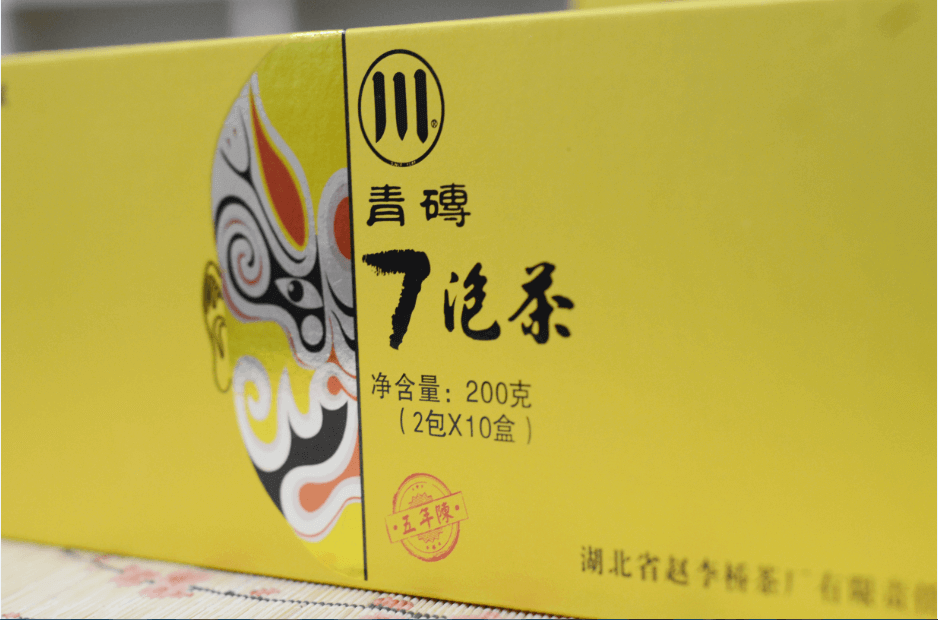 川
青磚
7泡茶
净含量：200克
（2包X10盒）
五年陳
湖北省赵李桥茶厂有限责